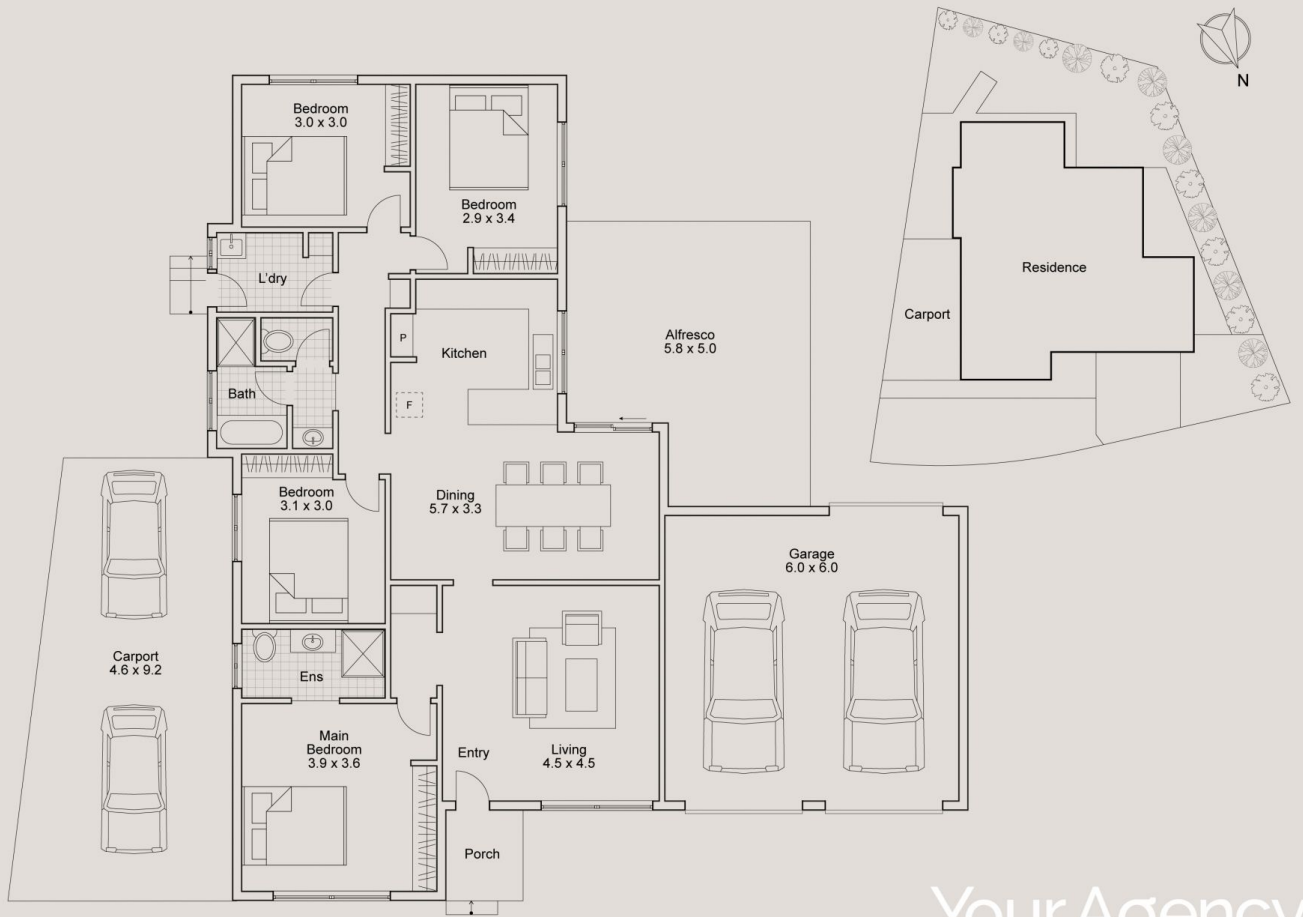 Bedroom
3.0 x 3.0
Bedroom
2.9 x 3.4
L'dry
P
Kitchen
Alfresco
5.8 x 5.0
Bath
F
Bedroom
3.1 x 3.0
Dining
5.7 x 3.3
Garage
6.0 x 6.0
Carport
4.6 x 9.2
Ens
Main
Bedroom
3.9 x 3.6
Entry
Living
4.5 x 4.5
Porch
N
Residence
Carport
Your Agency